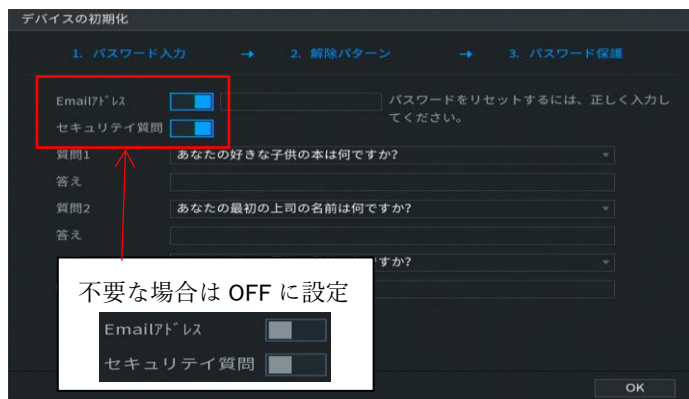 デバイスの初期化
1. パスワード入力 → 2. 解除パターン → 3. パスワード保護
Emailｱﾄﾞﾚｽ
パスワードをリセットするには、正しく入力し
てください。
セキュリテイ質問
質問1 あなたの好きな子供の本は何ですか?
答え
質問2 あなたの最初の上司の名前は何ですか?
答え
ですか?
不要な場合は OFF に設定
Emailｱﾄﾞﾚｽ
セキュリテイ質問
OK